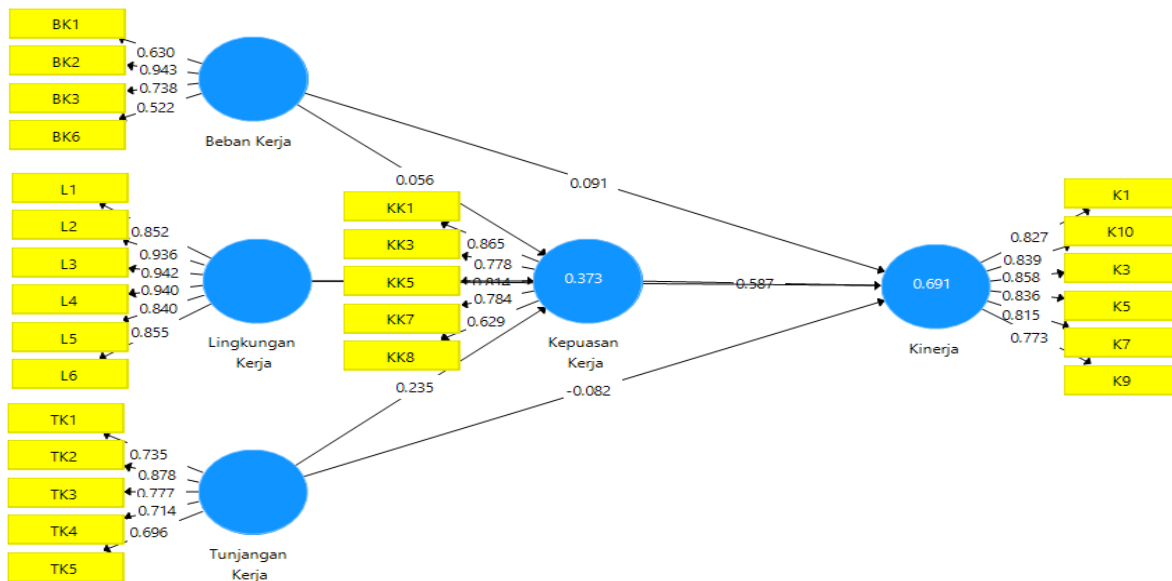 BK1
BK2
BK3
BK6
0.630
0.943
0.738
0.522
Beban Kerja
0.056
0.091
L1
L2
L3
L4
L5
L6
0.852
0.936
0.942
0.940
0.840
0.855
Lingkungan
Kerja
KK1
KK3
KK5
KK7
KK8
0.865
0.778
0.814
0.784
0.629
0.373
Kepuasan
Kerja
0.587
0.691
Kinerja
0.827
0.839
0.858
0.836
0.815
0.773
K1
K10
K3
K5
K7
K9
0.235
-0.082
TK1
TK2
TK3
TK4
TK5
0.735
0.878
0.777
0.714
0.696
Tunjangan
Kerja